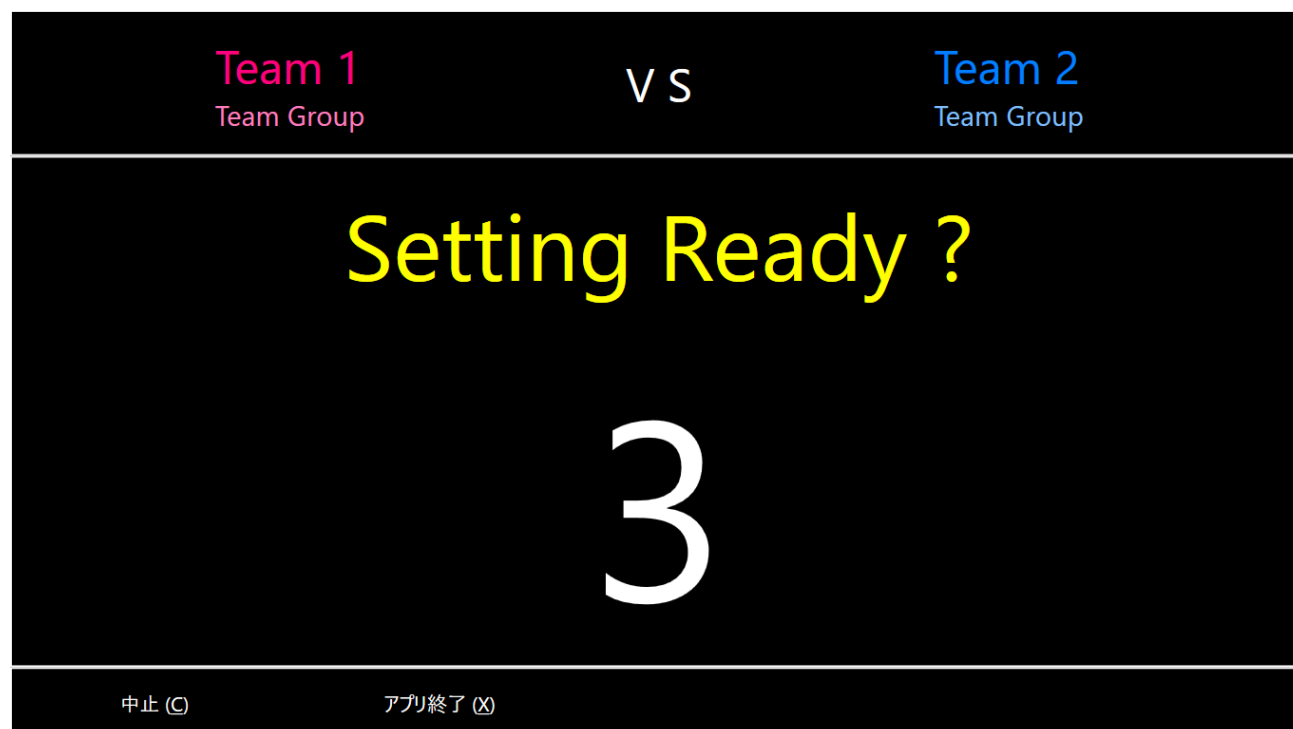 Team 1
Team Group
V S
Team 2
Team Group
Setting Ready ?
3
中止 (C)
アプリ終了 (X)